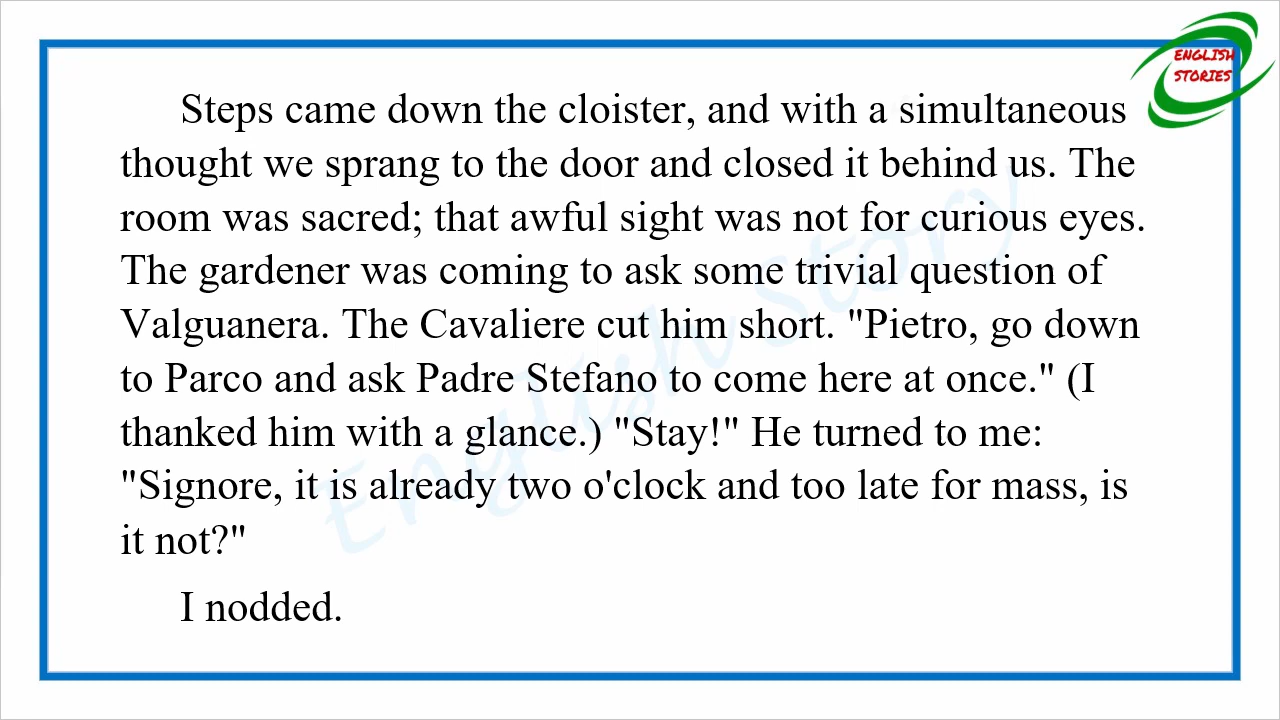 ENGLISH
STORIES
Steps came down the cloister, and with a simultaneous
thought we sprang to the door and closed it behind us. The
room was sacred; that awful sight was not for curious eyes.
The gardener was coming to ask some trivial question of
Valguanera. The Cavaliere cut him short. "Pietro, go down
to Parco and ask Padre Stefano to come here at once." (I
thanked him with a glance.) "Stay!" He turned to me:
"Signore, it is already two o'clock and too late for mass, is
it not?"
I nodded.
English Story